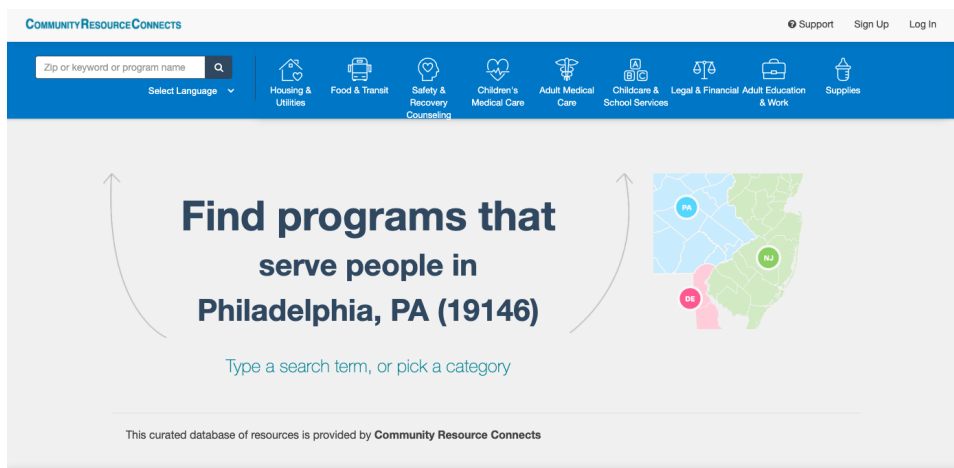 COMMUNITY RESOURCE CONNECTS
Support Sign Up Log In
Zip or keyword or program name
Select Language
Housing &
Utilities
Food & Transit
Safety &
Recovery
Counseling
Children's
Medical Care
Adult Medical
Care
Childcare &
School Services
Legal & Financial
Adult Education
& Work
Supplies
A
B C
Find programs that
serve people in
Philadelphia, PA (19146)
Type a search term, or pick a category
PA
NJ
DE
This curated database of resources is provided by Community Resource Connects